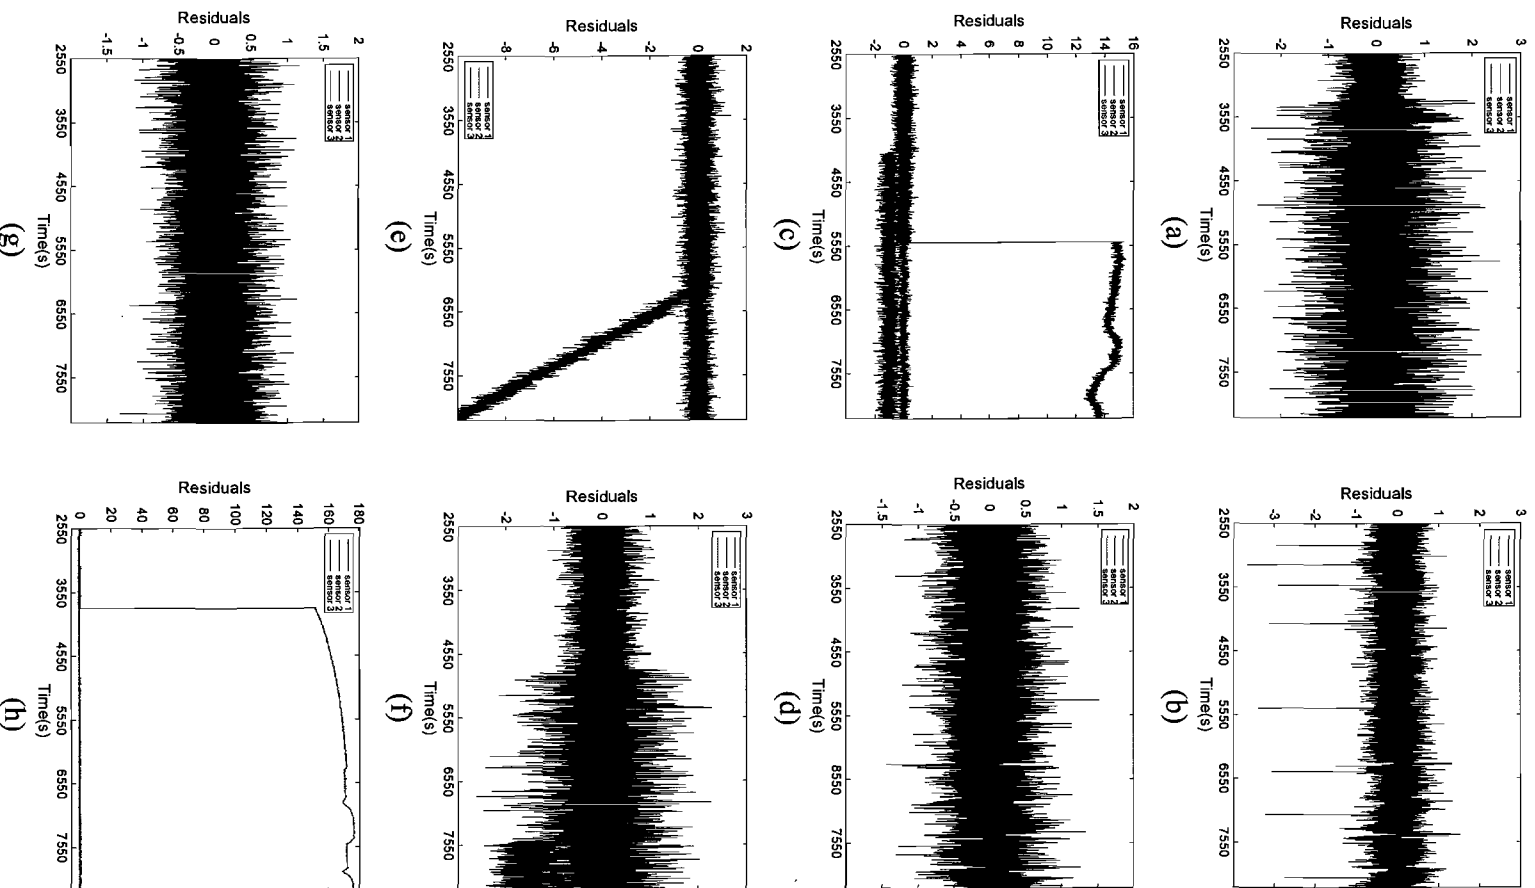 Residuals
3
2
1
0
-1
-2
sensor 1
sensor 2
sensor 3
2550 3550 4550 5550 6550 7550
Time(s)
(a)
Residuals
3
2
1
0
-1
-2
-3
sensor 1
sensor 2
sensor 3
2550 3550 4550 5550 6550 7550
Time(s)
(b)
Residuals
16
14
12
10
8
6
4
2
0
-2
sensor 1
sensor 2
sensor 3
2550 3550 4550 5550 6550 7550
Time(s)
(c)
Residuals
2
1.5
1
0.5
0
-0.5
-1
-1.5
sensor 1
sensor 2
sensor 3
2550 3550 4550 5550 8550 7550
Time(s)
(d)
Residuals
2
0
-2
-4
-6
-8
sensor 1
sensor 2
sensor 3
2550 3550 4550 5550 6550 7550
Time(s)
(e)
Residuals
3
2
1
0
-1
-2
sensor 1
sensor 2
sensor 3
2550 3550 4550 5550 6550 7550
Time(s)
(f)
Residuals
2
1.5
1
0.5
0
-0.5
-1
-1.5
sensor 1
sensor 2
sensor 3
2550 3550 4550 5550 6550 7550
Time(s)
(g)
Residuals
180
160
140
120
100
80
60
40
20
0
sensor 1
sensor 2
sensor 3
2550 3550 4550 5550 6550 7550
Time(s)
(h)